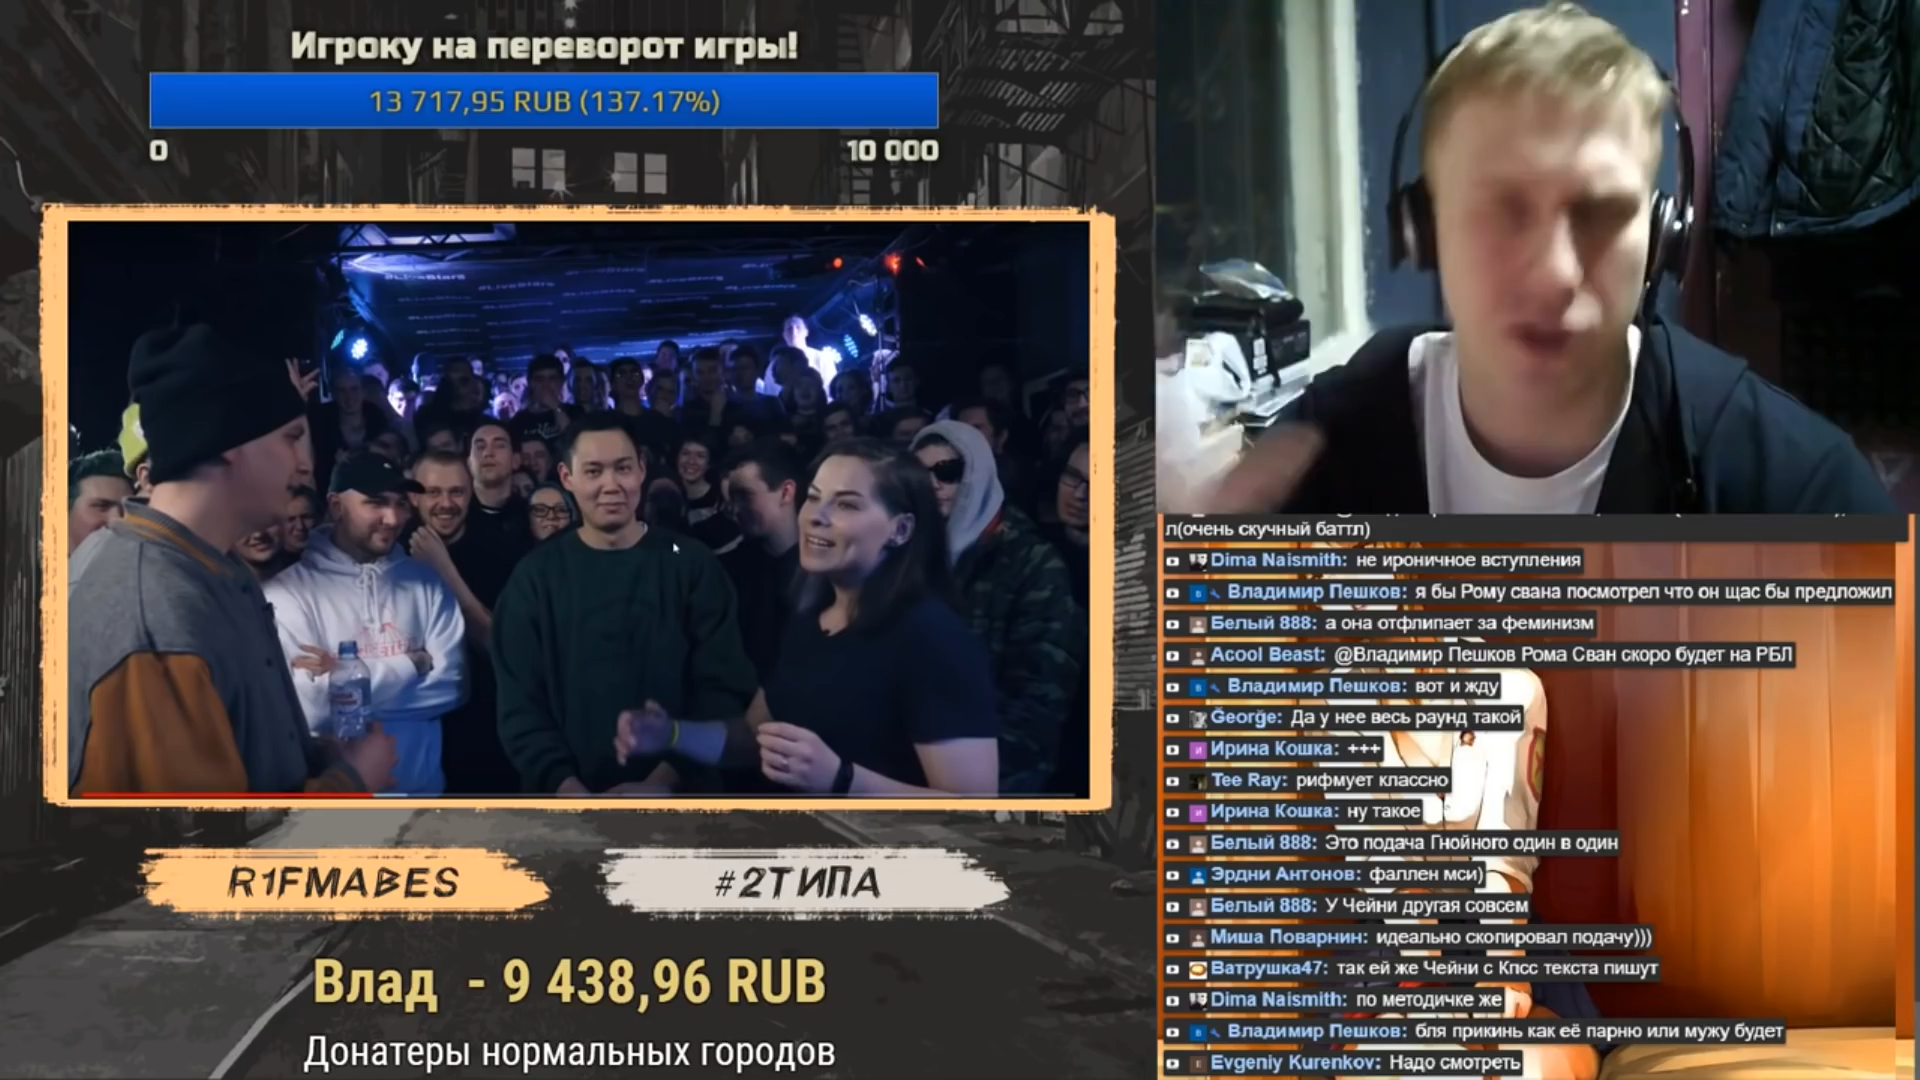 Игроку на переворот игры!
13 717,95 RUB (137.17%)
0
10 000
#LiveStars
R1FMABES
#2ТИПА
Влад - 9 438,96 RUB
Донатеры нормальных городов
л(очень скучный баттл)
Dima Naismith: не ироничное вступления
Владимир Пешков: я бы Рому свана посмотрел что он щас бы предложил
Белый 888: а она отфлипает за феминизм
Acool Beast: @Владимир Пешков Рома Сван скоро будет на РБЛ
Владимир Пешков: вот и жду
Ğeorğe: Да у нее весь раунд такой
Ирина Кошка: +++
Tee Ray: рифмует классно
Ирина Кошка: ну такое
Белый 888: Это подача Гнойного один в один
Эрдни Антонов: фаллен мси)
Белый 888: У Чейни другая совсем
Миша Поварнин: идеально скопировал подачу)))
Ватрушка47: так ей же Чейни с Кпсс текста пишут
Dima Naismith: по методичке же
Владимир Пешков: бля прикинь как её парню или мужу будет
Evgeniy Kurenkov: Надо смотреть